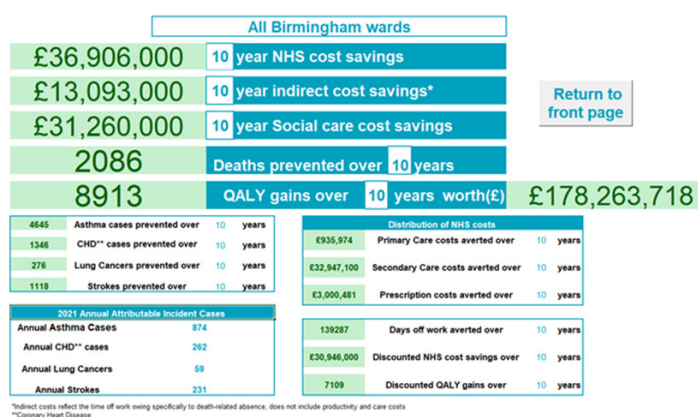 All Birmingham wards
£36,906,000 10 year NHS cost savings
£13,093,000 10 year indirect cost savings*
£31,260,000 10 year Social care cost savings
2086 Deaths prevented over 10 years
8913 QALY gains over 10 years worth(£) £178,263,718
Return to
front page
4645 Asthma cases prevented over 10 years
1346 CHD** cases prevented over 10 years
276 Lung Cancers prevented over 10 years
1118 Strokes prevented over 10 years
2021 Annual Attributable Incident Cases
Annual Asthma Cases 874
Annual CHD** cases 262
Annual Lung Cancers 59
Annual Strokes 231
Distribution of NHS costs
£935,974 Primary Care costs averted over 10 years
£32,947,100 Secondary Care costs averted over 10 years
£3,000,481 Prescription costs averted over 10 years
139287 Days off work averted over 10 years
£30,946,000 Discounted NHS cost savings over 10 years
7109 Discounted QALY gains over 10 years
*Indirect costs reflect the time off work owing specifically to death-related absence, does not include productivity and care costs
**Coronary Heart Disease